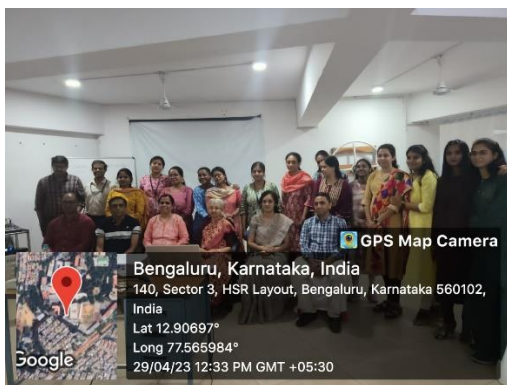 GPS Map Camera
Bengaluru, Karnataka, India
140, Sector 3, HSR Layout, Bengaluru, Karnataka 560102,
India
Lat 12.90697°
Long 77.565984°
29/04/23 12:33 PM GMT +05:30
Google